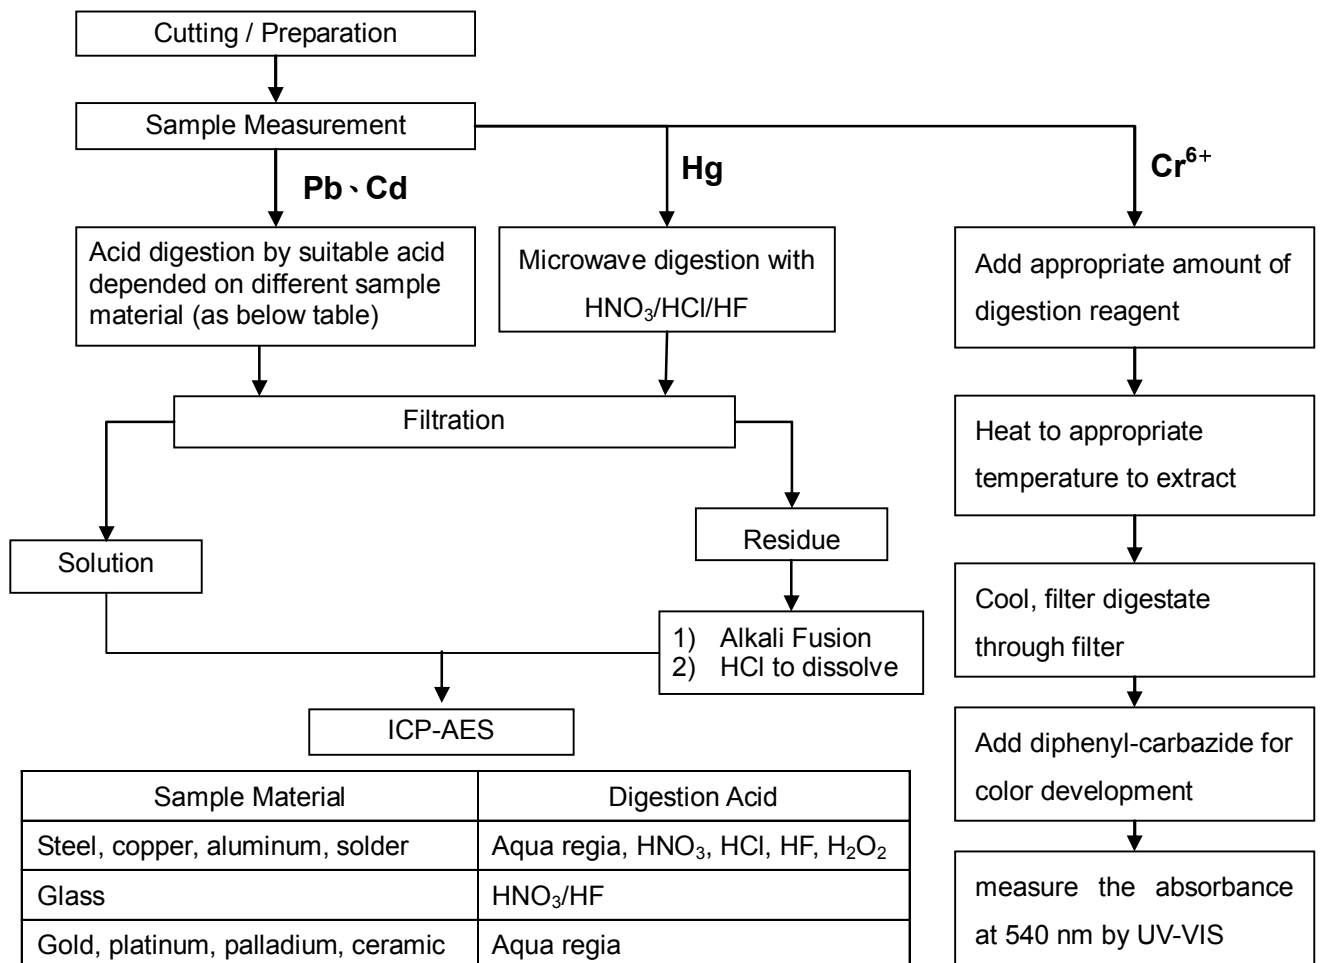 Cutting / Preparation
Sample Measurement
Pb、Cd
Hg
Cr⁶⁺
Acid digestion by suitable acid
depended on different sample
material (as below table)
Microwave digestion with
HNO₃/HCl/HF
Add appropriate amount of
digestion reagent
Filtration
Heat to appropriate
temperature to extract
Solution
Residue
1) Alkali Fusion
2) HCl to dissolve
Cool, filter digestate
through filter
ICP-AES
Add diphenyl-carbazide for
color development
Sample Material Digestion Acid
Steel, copper, aluminum, solder Aqua regia, HNO₃, HCl, HF, H₂O₂
Glass HNO₃/HF
Gold, platinum, palladium, ceramic Aqua regia
measure the absorbance
at 540 nm by UV-VIS